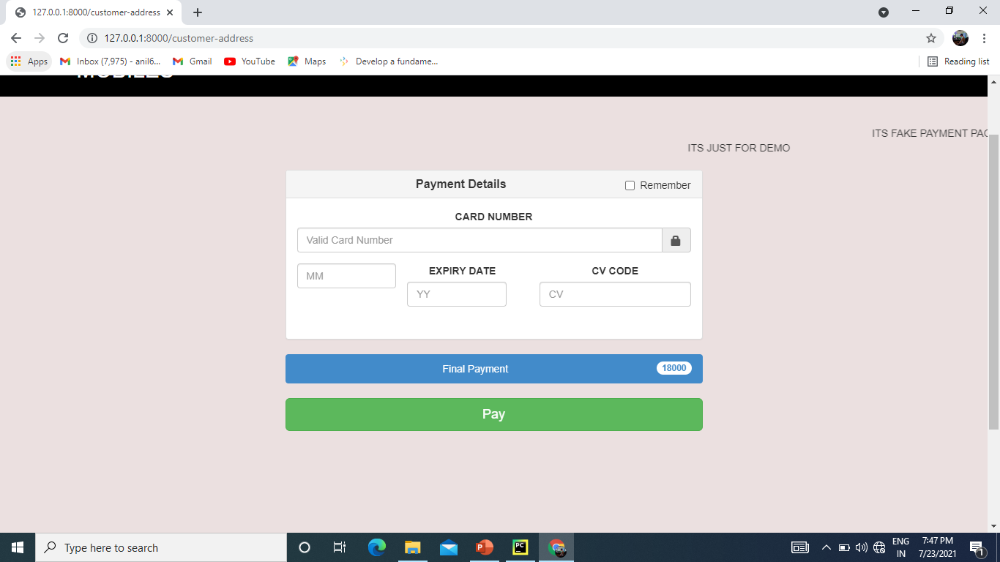 127.0.0.1:8000/customer-address
127.0.0.1:8000/customer-address
Apps Inbox (7,975) - anil6... Gmail YouTube Maps Develop a fundame... Reading list
ITS FAKE PAYMENT
ITS JUST FOR DEMO
Payment Details Remember
CARD NUMBER
Valid Card Number
EXPIRY DATE CV CODE
MM YY CV
Final Payment 18000
Pay
Type here to search
ENG 7:47 PM
IN 7/23/2021 1